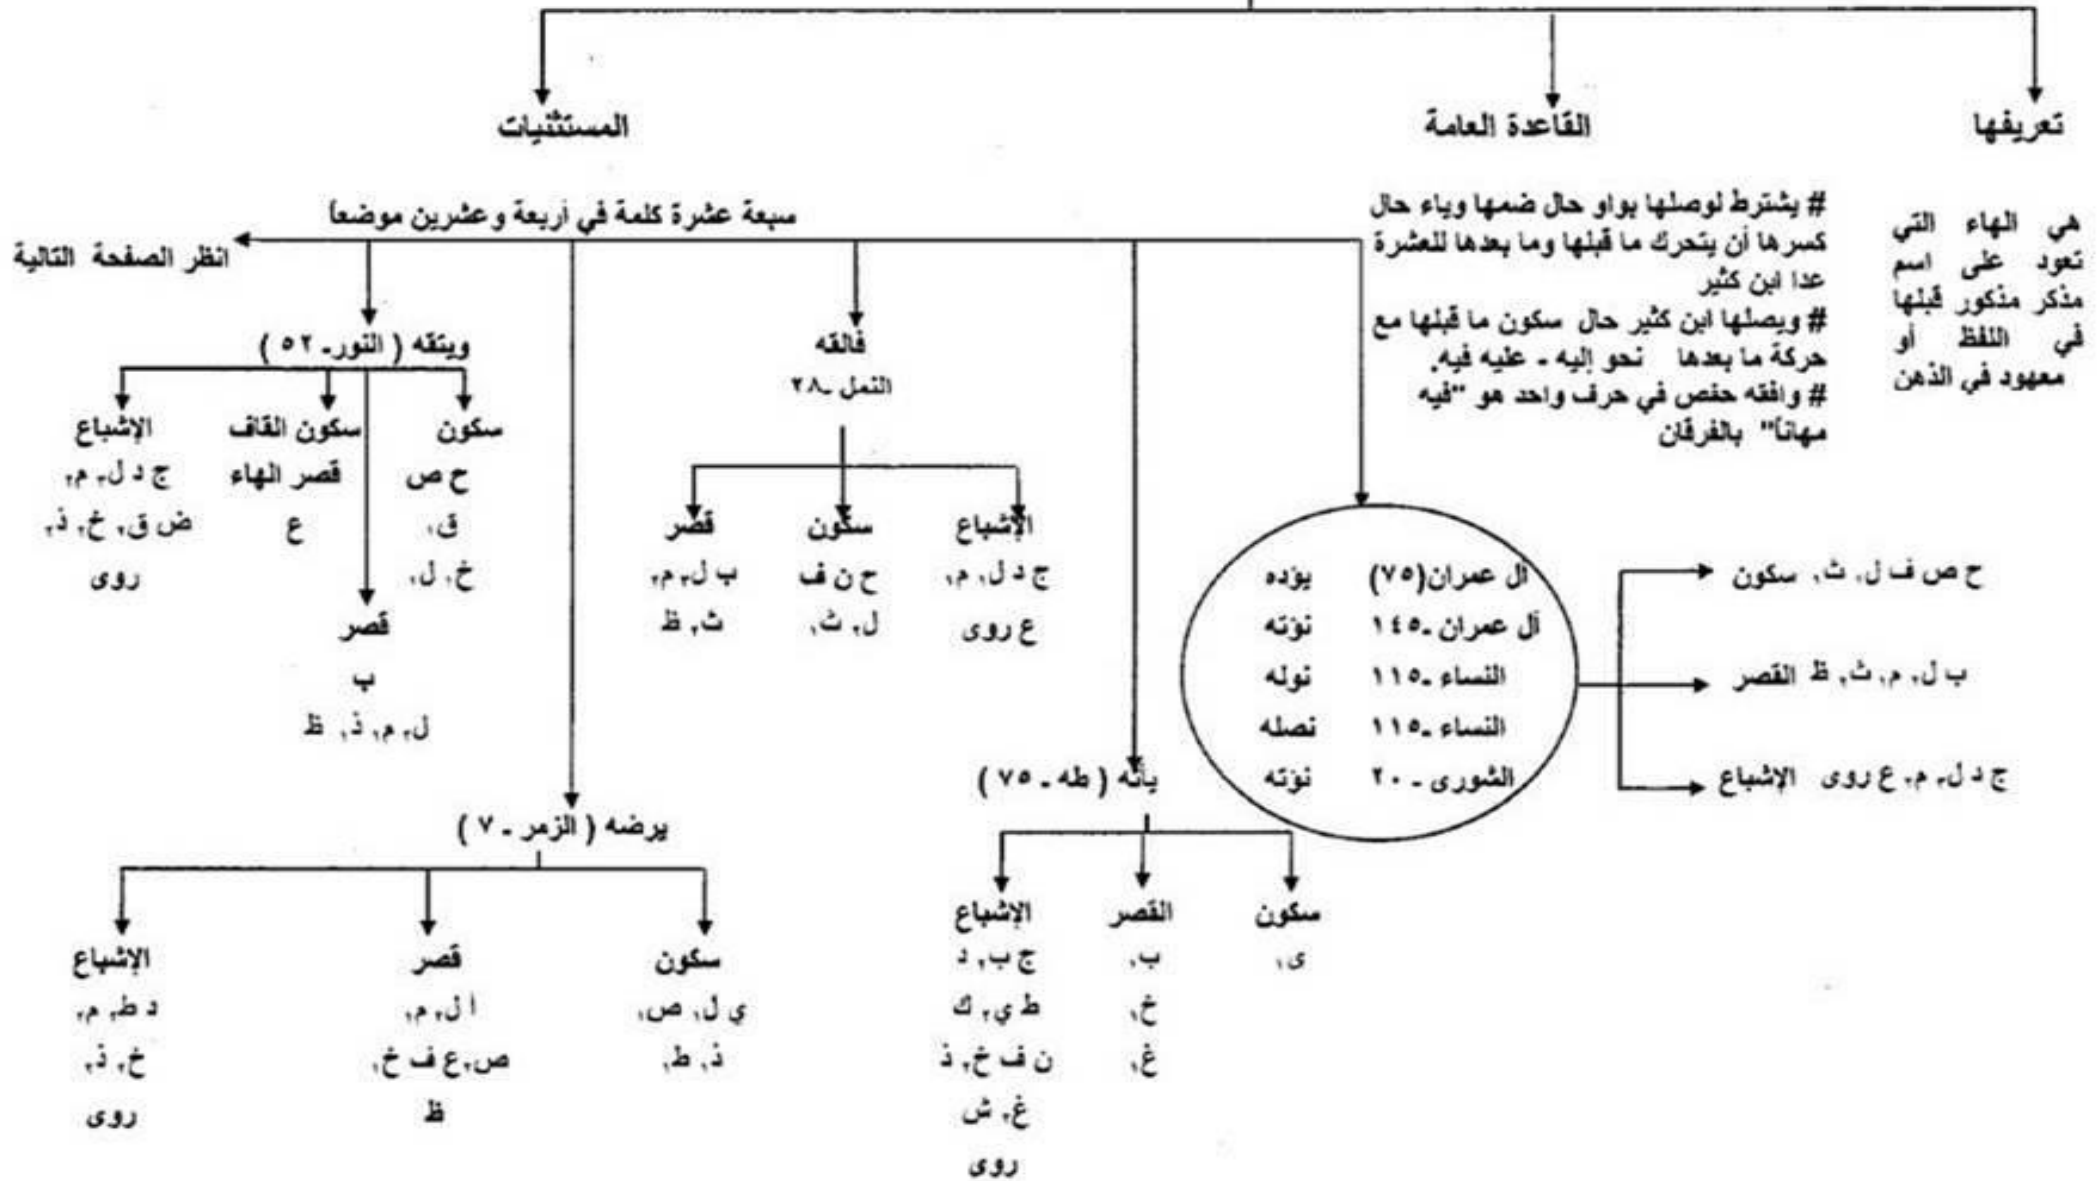 تعريفها
هي الهاء التي
تعود على اسم
مذكر مذكور قبلها
في اللفظ أو
معهود في الذهن
القاعدة العامة
# يشترط لوصلها بواو حال ضمها وياء حال
كسرها أن يتحرك ما قبلها وما بعدها للعشرة
عدا ابن كثير
# ويصلها ابن كثير حال سكون ما قبلها مع
حركة ما بعدها نحو إليه - عليه فيه.
# وافقه حفص في حرف واحد هو "فيه
مهانا" بالفرقان
المستثنيات
سبعة عشرة كلمة في أربعة وعشرين موضعاً
آل عمران(٧٥) يؤده
آل عمران-١٤٥ نؤته
النساء-١١٥ نوله
النساء-١١٥ نصله
الشورى-٢٠ نؤته
ح ص ف ل, ث, سكون
ب ل, م, ث, ظ القصر
ج د ل, م, ع روى الإشباع
يأته (طه-٧٥)
سكون
ى,
القصر
ب,
خ,
غ,
الإشباع
ج ب, د
ط ي, ك
ن ف خ, ذ
غ, ش
روى
فالقه
النمل-٢٨
الإشباع
ج د ل, م,
ع روى
سكون
ح ن ف
ل, ث,
قصر
ب ل, م,
ث, ظ
يرضه (الزمر-٧)
سكون
ي ل, ص,
ذ, ط,
قصر
أ ل, م,
ص, ع ف خ,
ظ
الإشباع
د ط, م,
خ, ذ,
روى
ويتقه (النور-٥٢)
سكون
ح ص
ق,
خ, ل,
قصر
ب
ل, م, ذ, ظ
سكون القاف
قصر الهاء
ع
الإشباع
ج د ل, م,
ض ق, خ, ذ,
روى
انظر الصفحة التالية